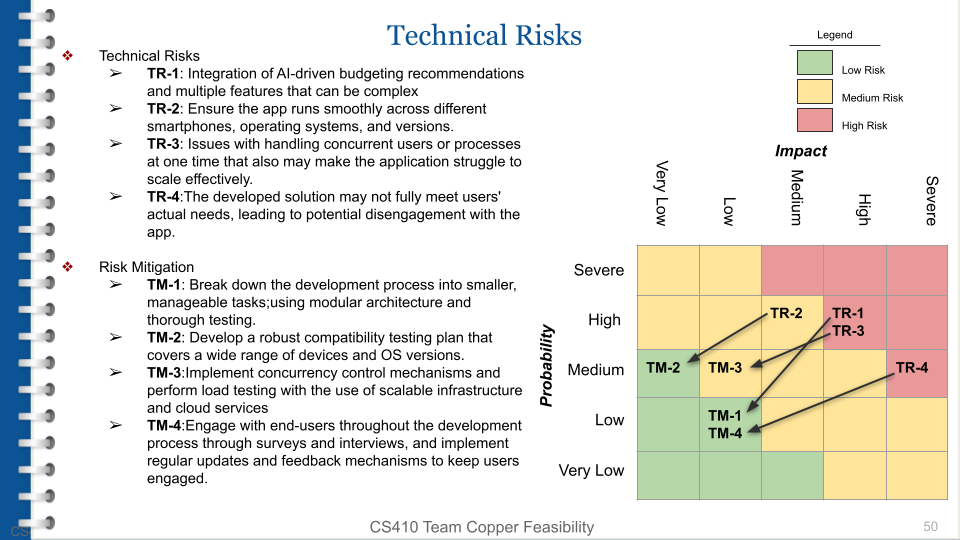 Technical Risks
❖ Technical Risks
➢ TR-1: Integration of AI-driven budgeting recommendations
and multiple features that can be complex
➢ TR-2: Ensure the app runs smoothly across different
smartphones, operating systems, and versions.
➢ TR-3: Issues with handling concurrent users or processes
at one time that also may make the application struggle to
scale effectively.
➢ TR-4:The developed solution may not fully meet users'
actual needs, leading to potential disengagement with the
app.
❖ Risk Mitigation
➢ TM-1: Break down the development process into smaller,
manageable tasks;using modular architecture and
thorough testing.
➢ TM-2: Develop a robust compatibility testing plan that
covers a wide range of devices and OS versions.
➢ TM-3:Implement concurrency control mechanisms and
perform load testing with the use of scalable infrastructure
and cloud services
➢ TM-4:Engage with end-users throughout the development
process through surveys and interviews, and implement
regular updates and feedback mechanisms to keep users
engaged.
Legend
Low Risk
Medium Risk
High Risk
Impact
Very Low
Low
Medium
High
Severe
Probability
Severe
High
TR-2
TR-1
TR-3
Medium
TM-2
TM-3
TR-4
Low
TM-1
TM-4
Very Low
CS
CS410 Team Copper Feasibility
50